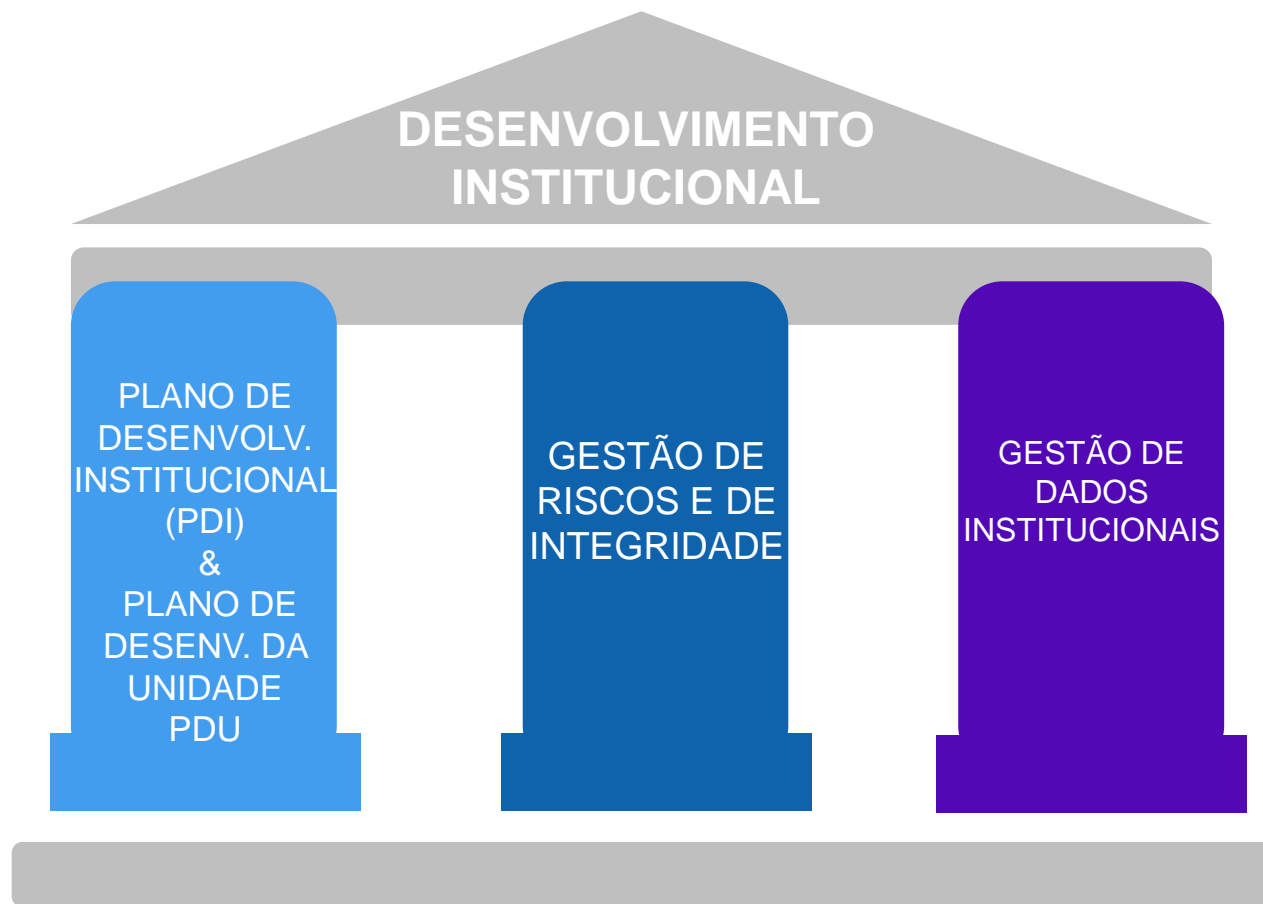 DESENVOLVIMENTO
INSTITUCIONAL
PLANO DE
DESENVOLV.
INSTITUCIONAL
(PDI)
&
PLANO DE
DESENV. DA
UNIDADE
PDU
GESTÃO DE
RISCOS E DE
INTEGRIDADE
GESTÃO DE
DADOS
INSTITUCIONAIS